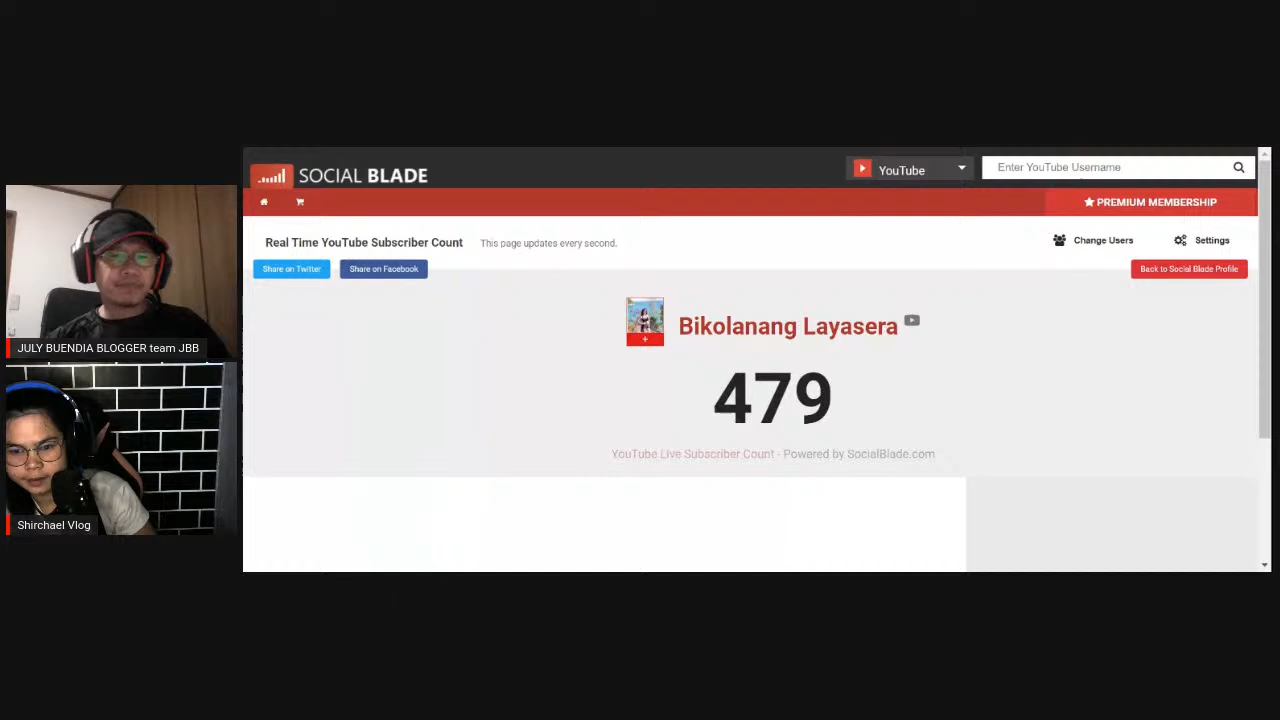 SOCIAL BLADE
YouTube
Enter YouTube Username
PREMIUM MEMBERSHIP
Real Time YouTube Subscriber Count
This page updates every second.
Change Users
Settings
Share on Twitter
Share on Facebook
Back to Social Blade Profile
Bikolanang Layasera
479
YouTube Live Subscriber Count - Powered by SocialBlade.com
JULY BUENDIA BLOGGER team JBB
Shirchael Vlog